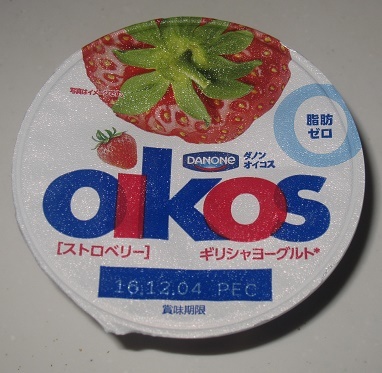 写真はイメージです
脂肪
ゼロ
DANONE
ダノン
オイコス
oikos
[ストロベリー]
ギリシャヨーグルト*
16.12.04 PEC
賞味期限